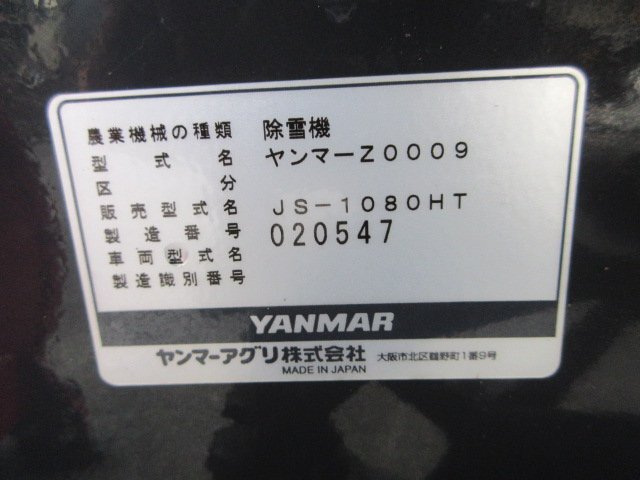 農業機械の種類 除雪機
型式名 ヤンマーZ0009
区分
販売型式名 JS-1080HT
製造番号 020547
車両型式名
製造識別番号
YANMAR
ヤンマーアグリ株式会社 大阪市北区鶴野町1番9号
MADE IN JAPAN